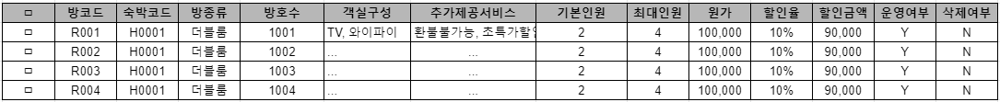 ㅁ 방코드 숙박코드 방종류 방호수 객실구성 추가제공서비스 기본인원 최대인원 원가 할인율 할인금액 운영여부 삭제여부
ㅁ R001 H0001 더블룸 1001 TV, 와이파이 환불불가능, 초특가할인 2 4 100,000 10% 90,000 Y N
ㅁ R002 H0001 더블룸 1002 ... ... 2 4 100,000 10% 90,000 Y N
ㅁ R003 H0001 더블룸 1003 ... ... 2 4 100,000 10% 90,000 Y N
ㅁ R004 H0001 더블룸 1004 ... ... 2 4 100,000 10% 90,000 Y N